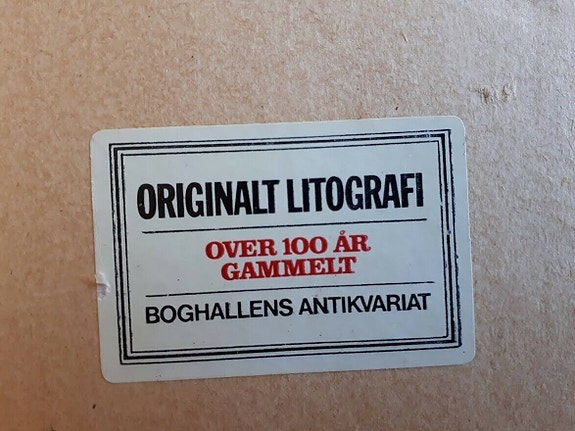 ORIGINALT LITOGRAFI
OVER 100 ÅR
GAMMELT
BOGHALLENS ANTIKVARIAT